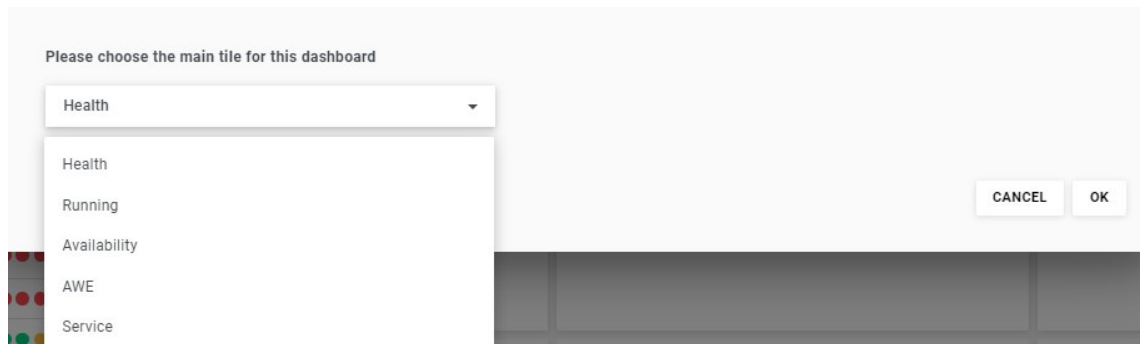 Please choose the main tile for this dashboard
Health
Health
Running
Availability
AWE
Service
CANCEL OK